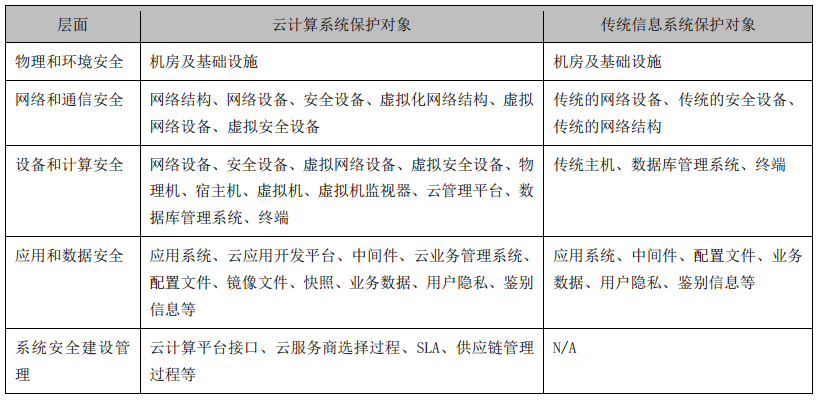 层面 云计算系统保护对象 传统信息系统保护对象
物理和环境安全 机房及基础设施 机房及基础设施
网络和通信安全 网络结构、网络设备、安全设备、虚拟化网络结构、虚拟 传统的网络设备、传统的安全设备、
网络设备、虚拟安全设备 传统的网络结构
设备和计算安全 网络设备、安全设备、虚拟网络设备、虚拟安全设备、物 传统主机、数据库管理系统、终端
理机、宿主机、虚拟机、虚拟机监视器、云管理平台、数
据库管理系统、终端
应用和数据安全 应用系统、云应用开发平台、中间件、云业务管理系统、 应用系统、中间件、配置文件、业务
配置文件、镜像文件、快照、业务数据、用户隐私、鉴别 数据、用户隐私、鉴别信息等
信息等
系统安全建设管 云计算平台接口、云服务商选择过程、SLA、供应链管理 N/A
理 过程等